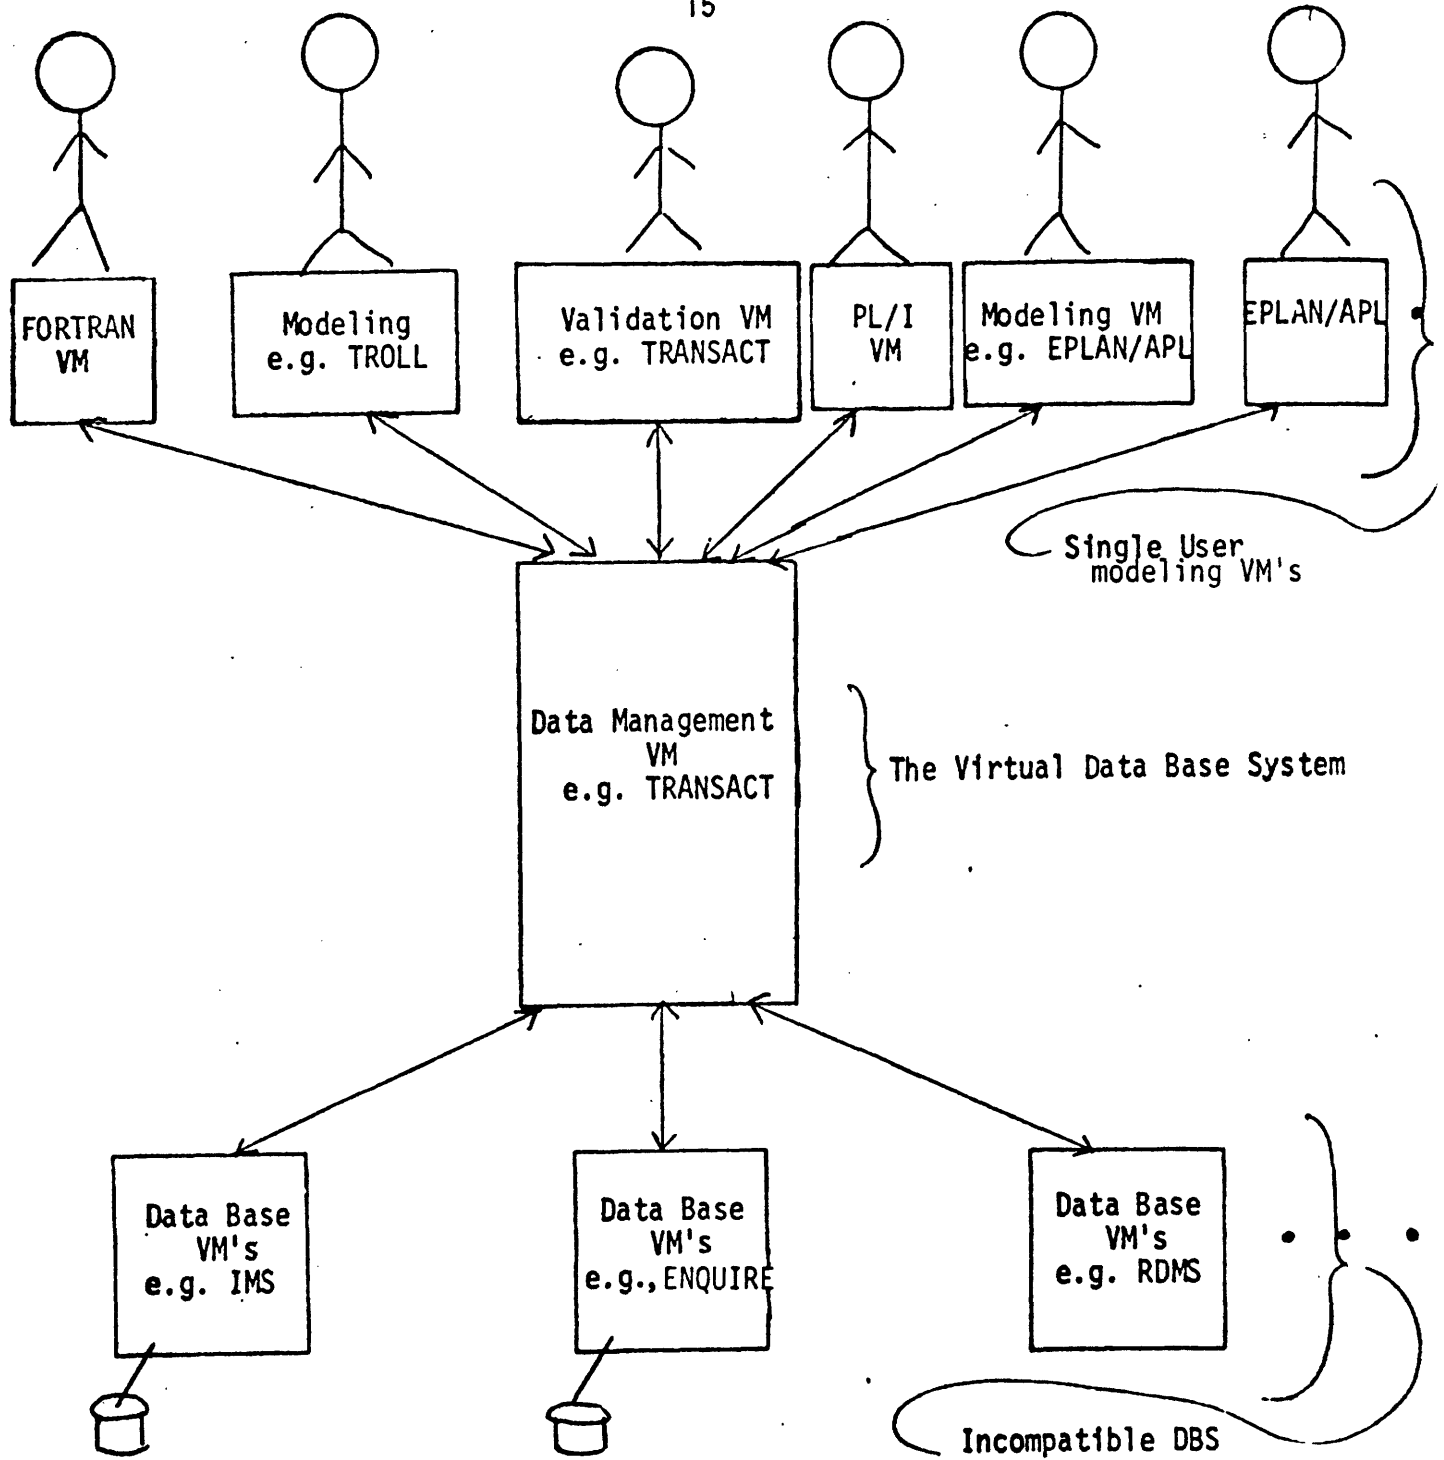 15
FORTRAN
VM
Modeling
e.g. TROLL
Validation VM
e.g. TRANSACT
PL/I
VM
Modeling VM
e.g. EPLAN/APL
EPLAN/APL
Single User
modeling VM's
Data Management
VM
e.g. TRANSACT
The Virtual Data Base System
Data Base
VM's
e.g. IMS
Data Base
VM's
e.g., ENQUIRE
Data Base
VM's
e.g. RDMS
Incompatible DBS